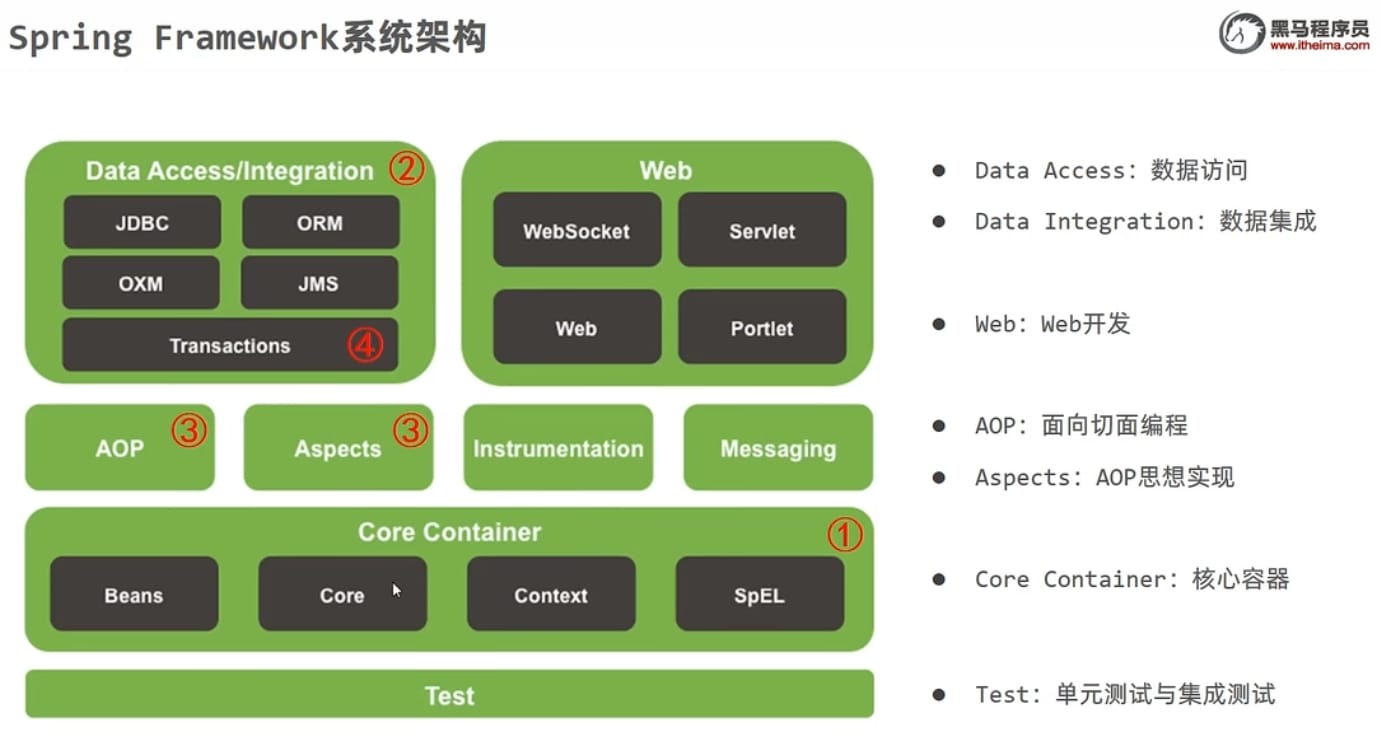 Spring Framework系统架构
黑马程序员
www.itheima.com
Data Access/Integration ②
JDBC ORM
OXM JMS
Transactions ④
Web
WebSocket Servlet
Web Portlet
AOP ③ Aspects ③ Instrumentation Messaging
Core Container ①
Beans Core Context SpEL
Test
● Data Access: 数据访问
● Data Integration: 数据集成
● Web: Web开发
● AOP: 面向切面编程
● Aspects: AOP思想实现
● Core Container: 核心容器
● Test: 单元测试与集成测试